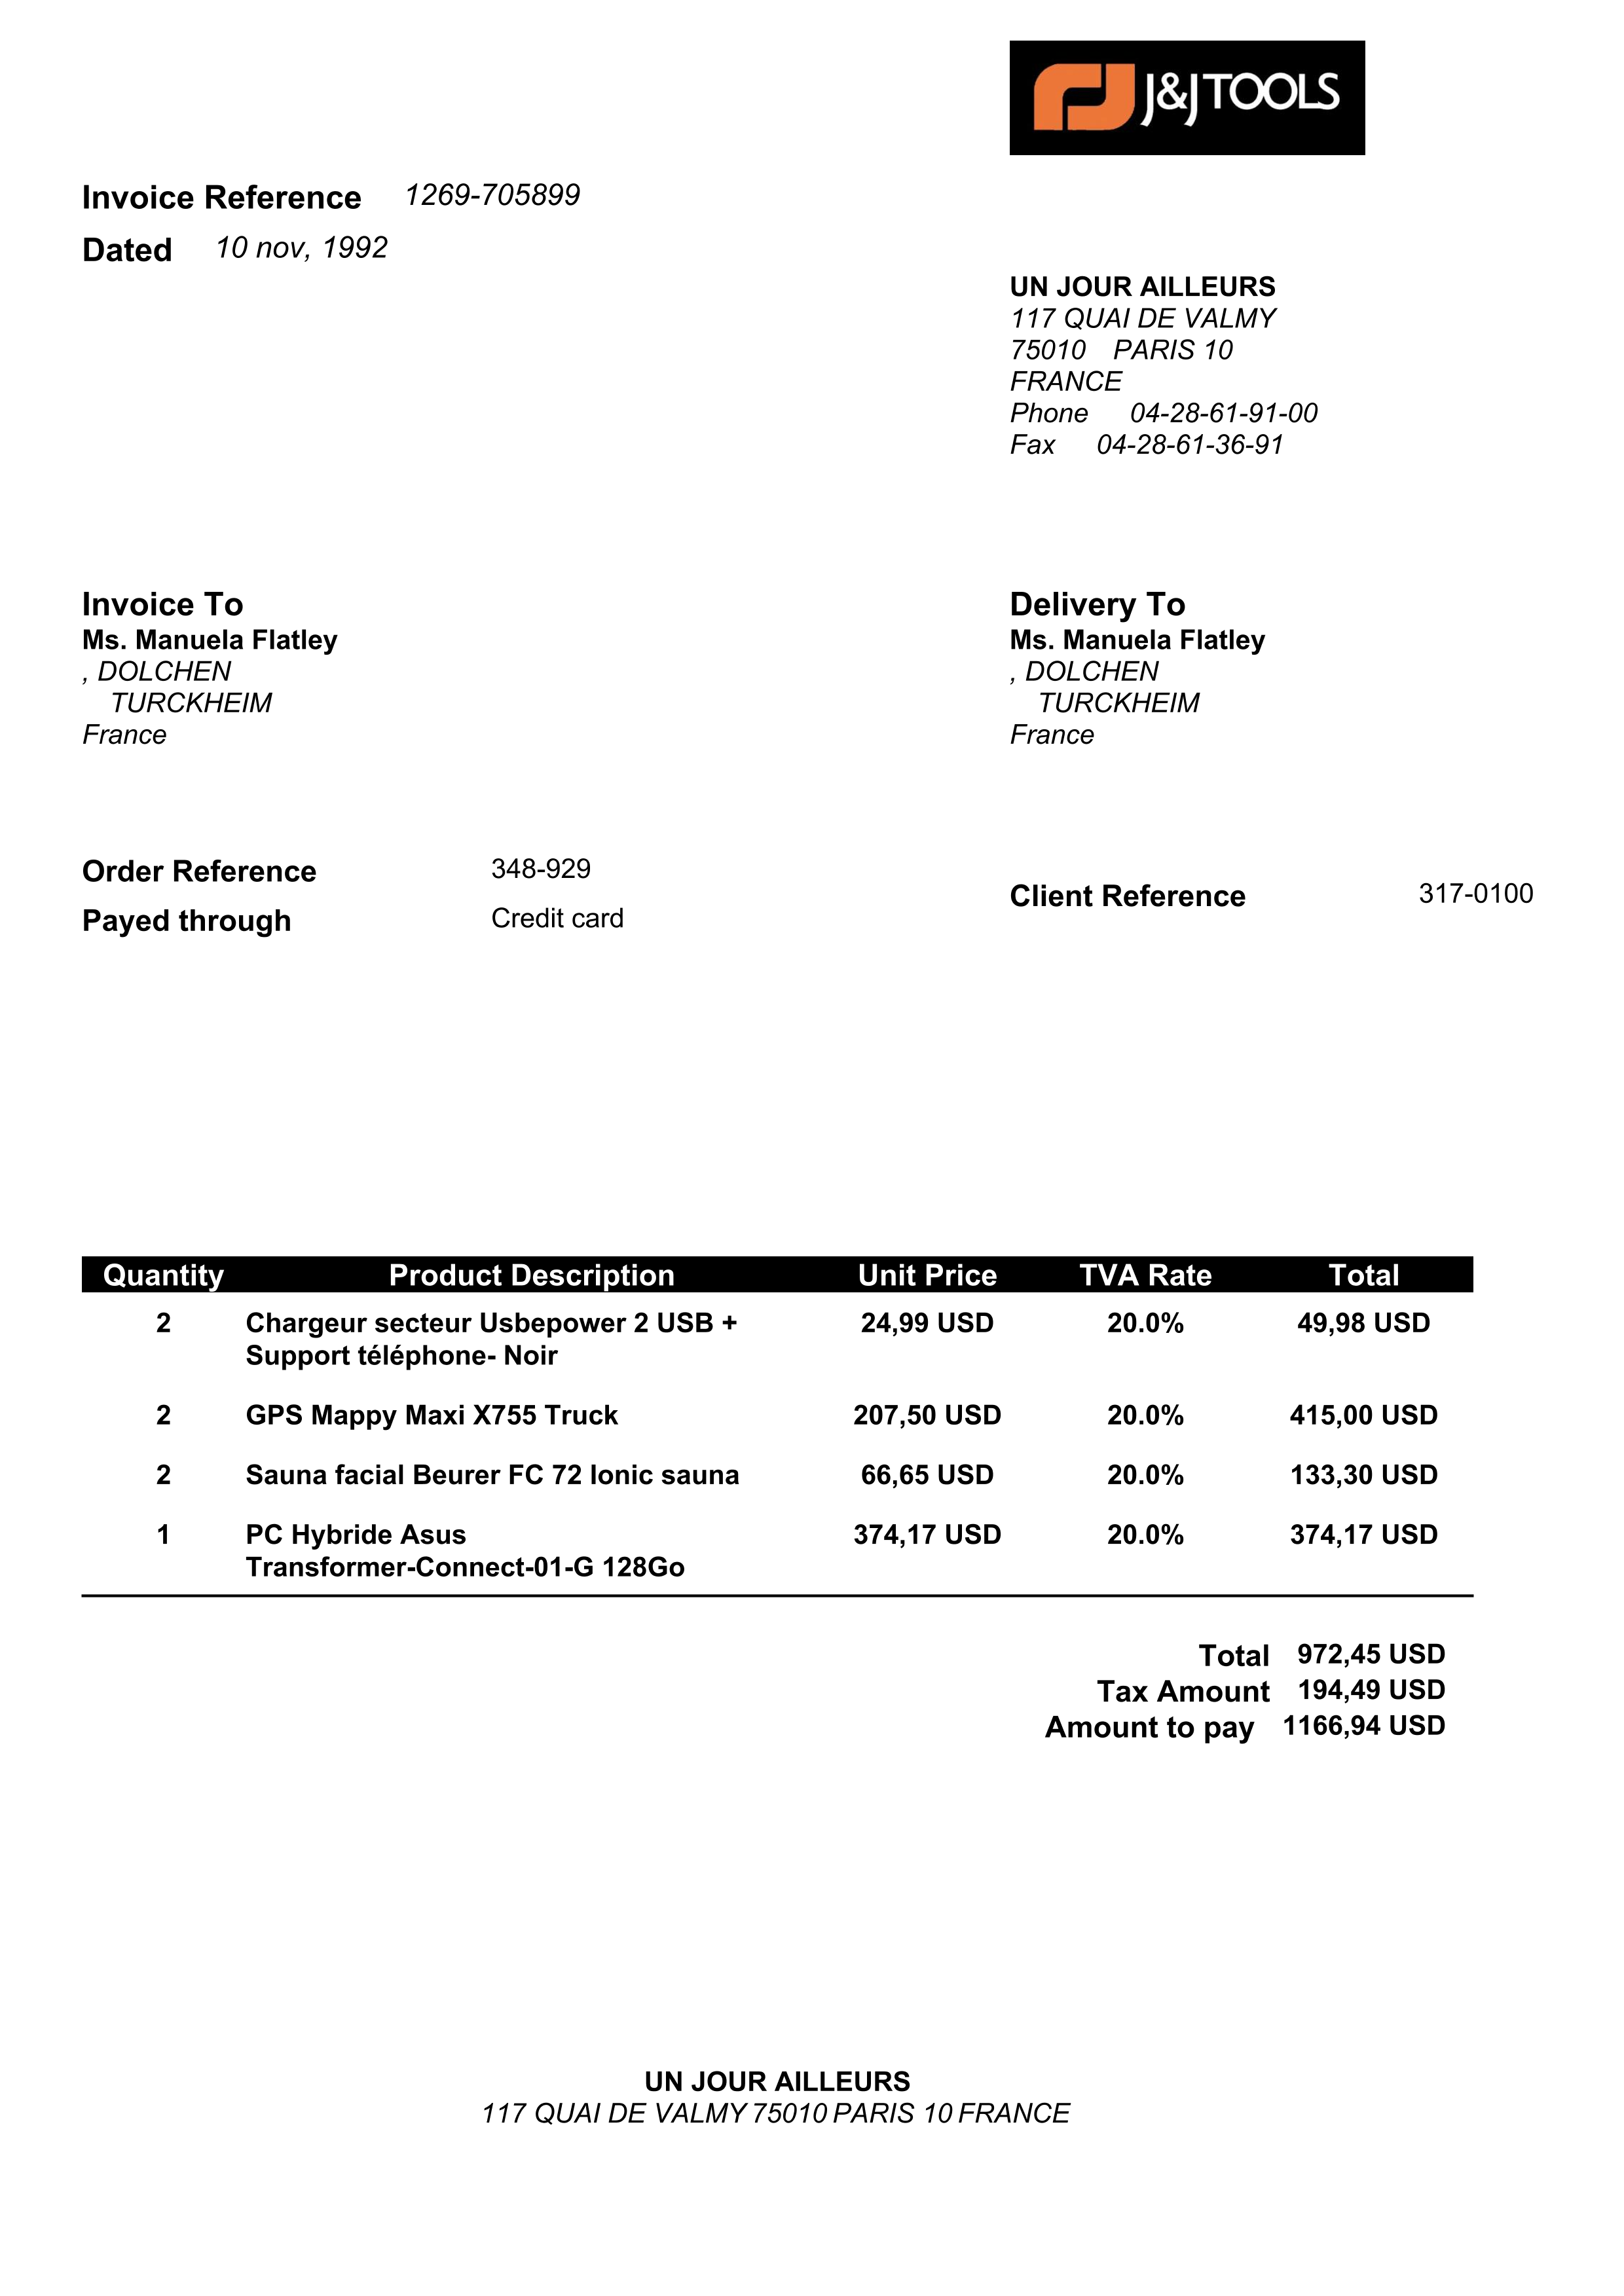 J&J TOOLS
Invoice Reference 1269-705899
Dated 10 nov, 1992
UN JOUR AILLEURS
117 QUAI DE VALMY
75010 PARIS 10
FRANCE
Phone 04-28-61-91-00
Fax 04-28-61-36-91
Invoice To
Ms. Manuela Flatley
, DOLCHEN
TURCKHEIM
France
Delivery To
Ms. Manuela Flatley
, DOLCHEN
TURCKHEIM
France
Order Reference 348-929
Payed through Credit card
Client Reference 317-0100
Quantity Product Description Unit Price TVA Rate Total
2 Chargeur secteur Usbepower 2 USB + 24,99 USD 20.0% 49,98 USD
Support téléphone- Noir
2 GPS Mappy Maxi X755 Truck 207,50 USD 20.0% 415,00 USD
2 Sauna facial Beurer FC 72 Ionic sauna 66,65 USD 20.0% 133,30 USD
1 PC Hybride Asus 374,17 USD 20.0% 374,17 USD
Transformer-Connect-01-G 128Go
Total 972,45 USD
Tax Amount 194,49 USD
Amount to pay 1166,94 USD
UN JOUR AILLEURS
117 QUAI DE VALMY 75010 PARIS 10 FRANCE